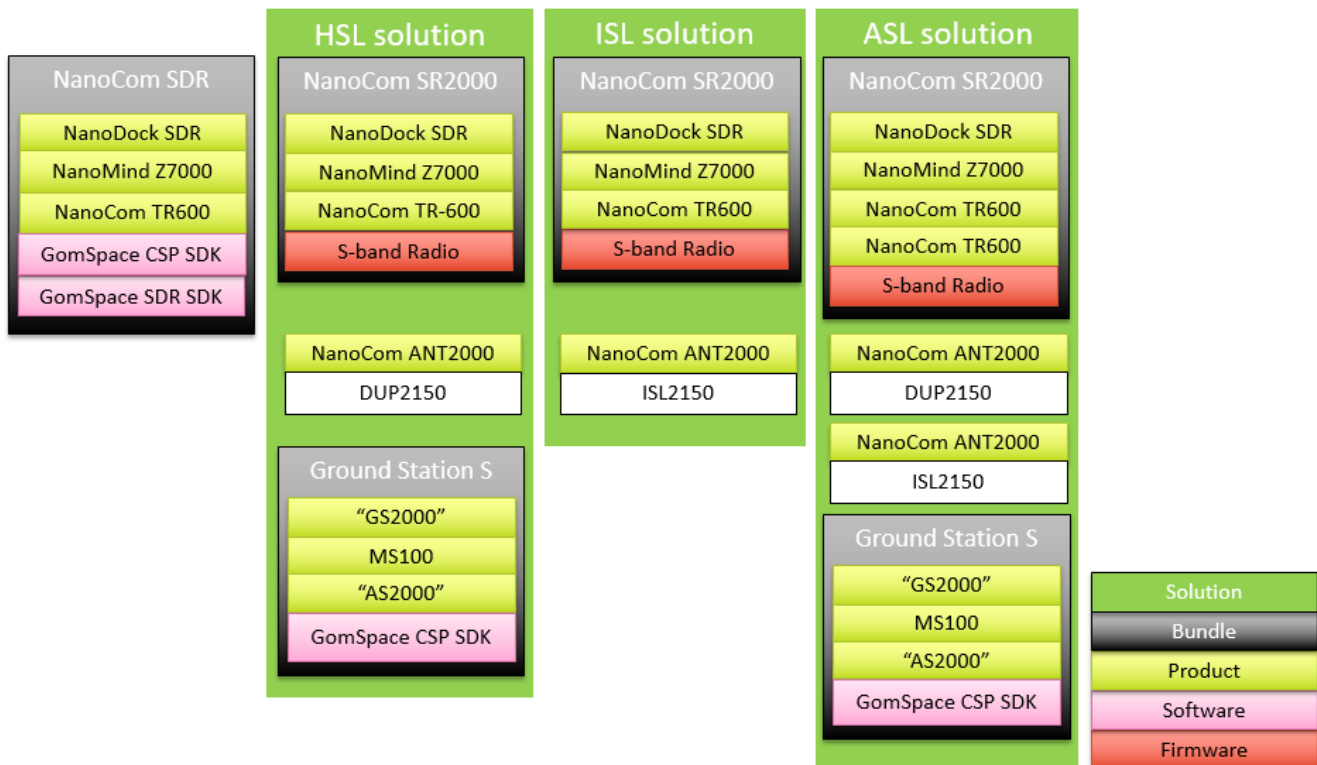 NanoCom SDR
NanoDock SDR
NanoMind Z7000
NanoCom TR600
GomSpace CSP SDK
GomSpace SDR SDK
HSL solution
NanoCom SR2000
NanoDock SDR
NanoMind Z7000
NanoCom TR-600
S-band Radio
NanoCom ANT2000
DUP2150
Ground Station S
“GS2000”
MS100
“AS2000”
GomSpace CSP SDK
ISL solution
NanoCom SR2000
NanoDock SDR
NanoMind Z7000
NanoCom TR600
S-band Radio
NanoCom ANT2000
ISL2150
ASL solution
NanoCom SR2000
NanoDock SDR
NanoMind Z7000
NanoCom TR600
NanoCom TR600
S-band Radio
NanoCom ANT2000
DUP2150
NanoCom ANT2000
ISL2150
Ground Station S
“GS2000”
MS100
“AS2000”
GomSpace CSP SDK
Solution
Bundle
Product
Software
Firmware